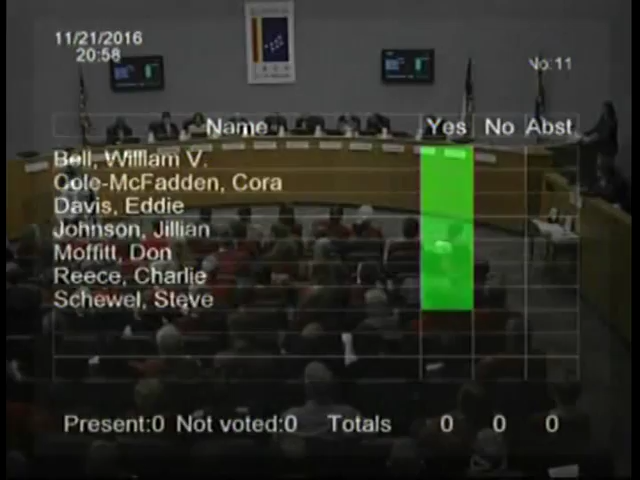 11/21/2016
20:58
No:11
Name Yes No Abst
Bell, William V.
Cole-McFadden, Cora
Davis, Eddie
Johnson, Jillian
Moffitt, Don
Reece, Charlie
Schewel, Steve
Present:0 Not voted:0 Totals 0 0 0